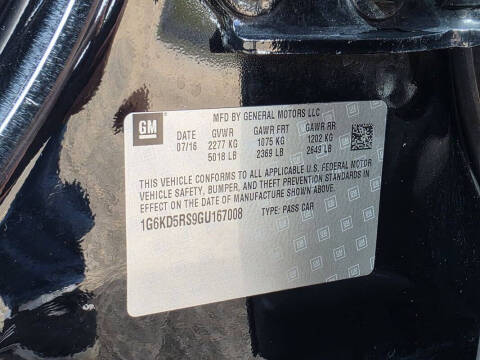 GM
MFD BY GENERAL MOTORS LLC
DATE GVWR GAWR FRT GAWR RR
07/16 2277 KG 1075 KG 1202 KG
5018 LB 2369 LB 2649 LB
THIS VEHICLE CONFORMS TO ALL APPLICABLE U.S. FEDERAL MOTOR
VEHICLE SAFETY, BUMPER, AND THEFT PREVENTION STANDARDS IN
EFFECT ON THE DATE OF MANUFACTURE SHOWN ABOVE.
1G6KD5RS9GU167008 TYPE: PASS CAR